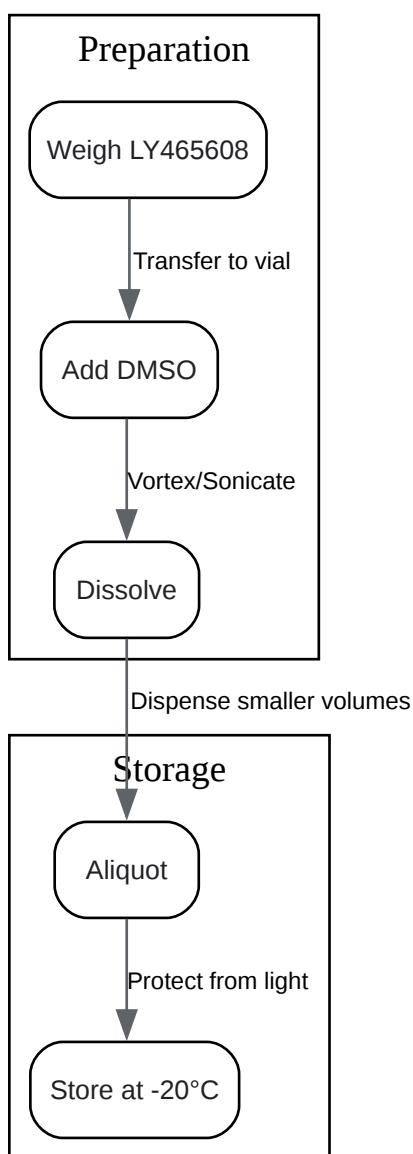 Preparation
Weigh LY465608
Transfer to vial
Add DMSO
Vortex/Sonicate
Dissolve
Dispense smaller volumes
Storage
Aliquot
Protect from light
Store at -20°C